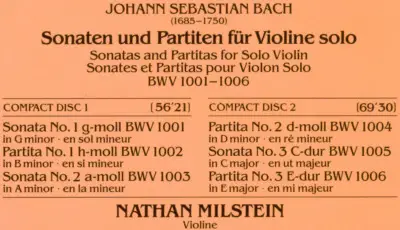 JOHANN SEBASTIAN BACH
(1685–1750)
Sonaten und Partiten für Violine solo
Sonatas and Partitas for Solo Violin
Sonates et Partitas pour Violon Solo
BWV 1001–1006
COMPACT DISC 1 [56'21]
Sonata No. 1 g-moll BWV 1001
in G minor · en sol mineur
Partita No. 1 h-moll BWV 1002
in B minor · en si mineur
Sonata No. 2 a-moll BWV 1003
in A minor · en la mineur
COMPACT DISC 2 [69'30]
Partita No. 2 d-moll BWV 1004
in D minor · en ré mineur
Sonata No. 3 C-dur BWV 1005
in C major · en ut majeur
Partita No. 3 E-dur BWV 1006
in E major · en mi majeur
NATHAN MILSTEIN
Violine